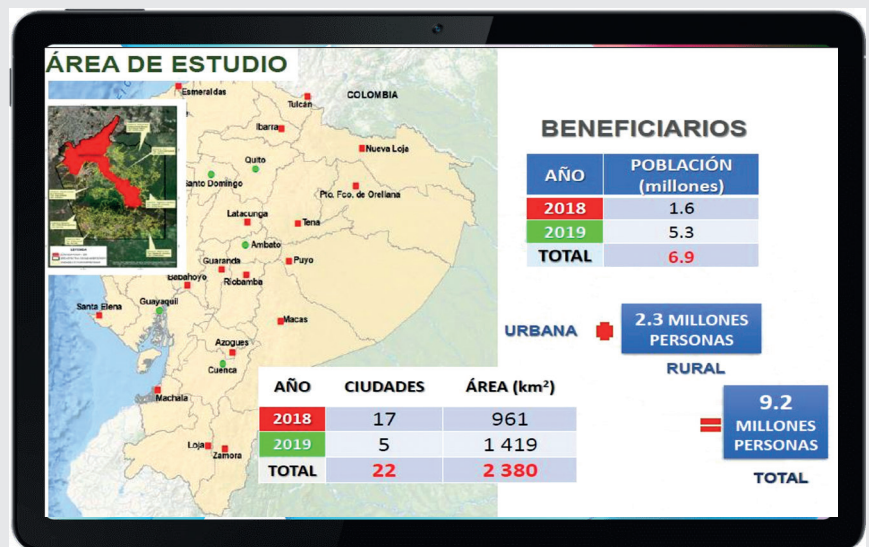 ÁREA DE ESTUDIO
Esmeraldas
Tulcán
COLOMBIA
Ibarra
Nueva Loja
Quito
Santo Domingo
Pto. Fco. de Orellana
Latacunga
Tena
Ambato
Guaranda
Puyo
Babahoyo
Riobamba
Santa Elena
Guayaquil
Macas
Azogues
Cuenca
Machala
Loja
Zamora
LEYENDA
BENEFICIARIOS
AÑO POBLACIÓN
(millones)
2018 1.6
2019 5.3
TOTAL 6.9
URBANA
2.3 MILLONES
PERSONAS
RURAL
9.2
MILLONES
PERSONAS
TOTAL
AÑO CIUDADES ÁREA (km²)
2018 17 961
2019 5 1 419
TOTAL 22 2 380